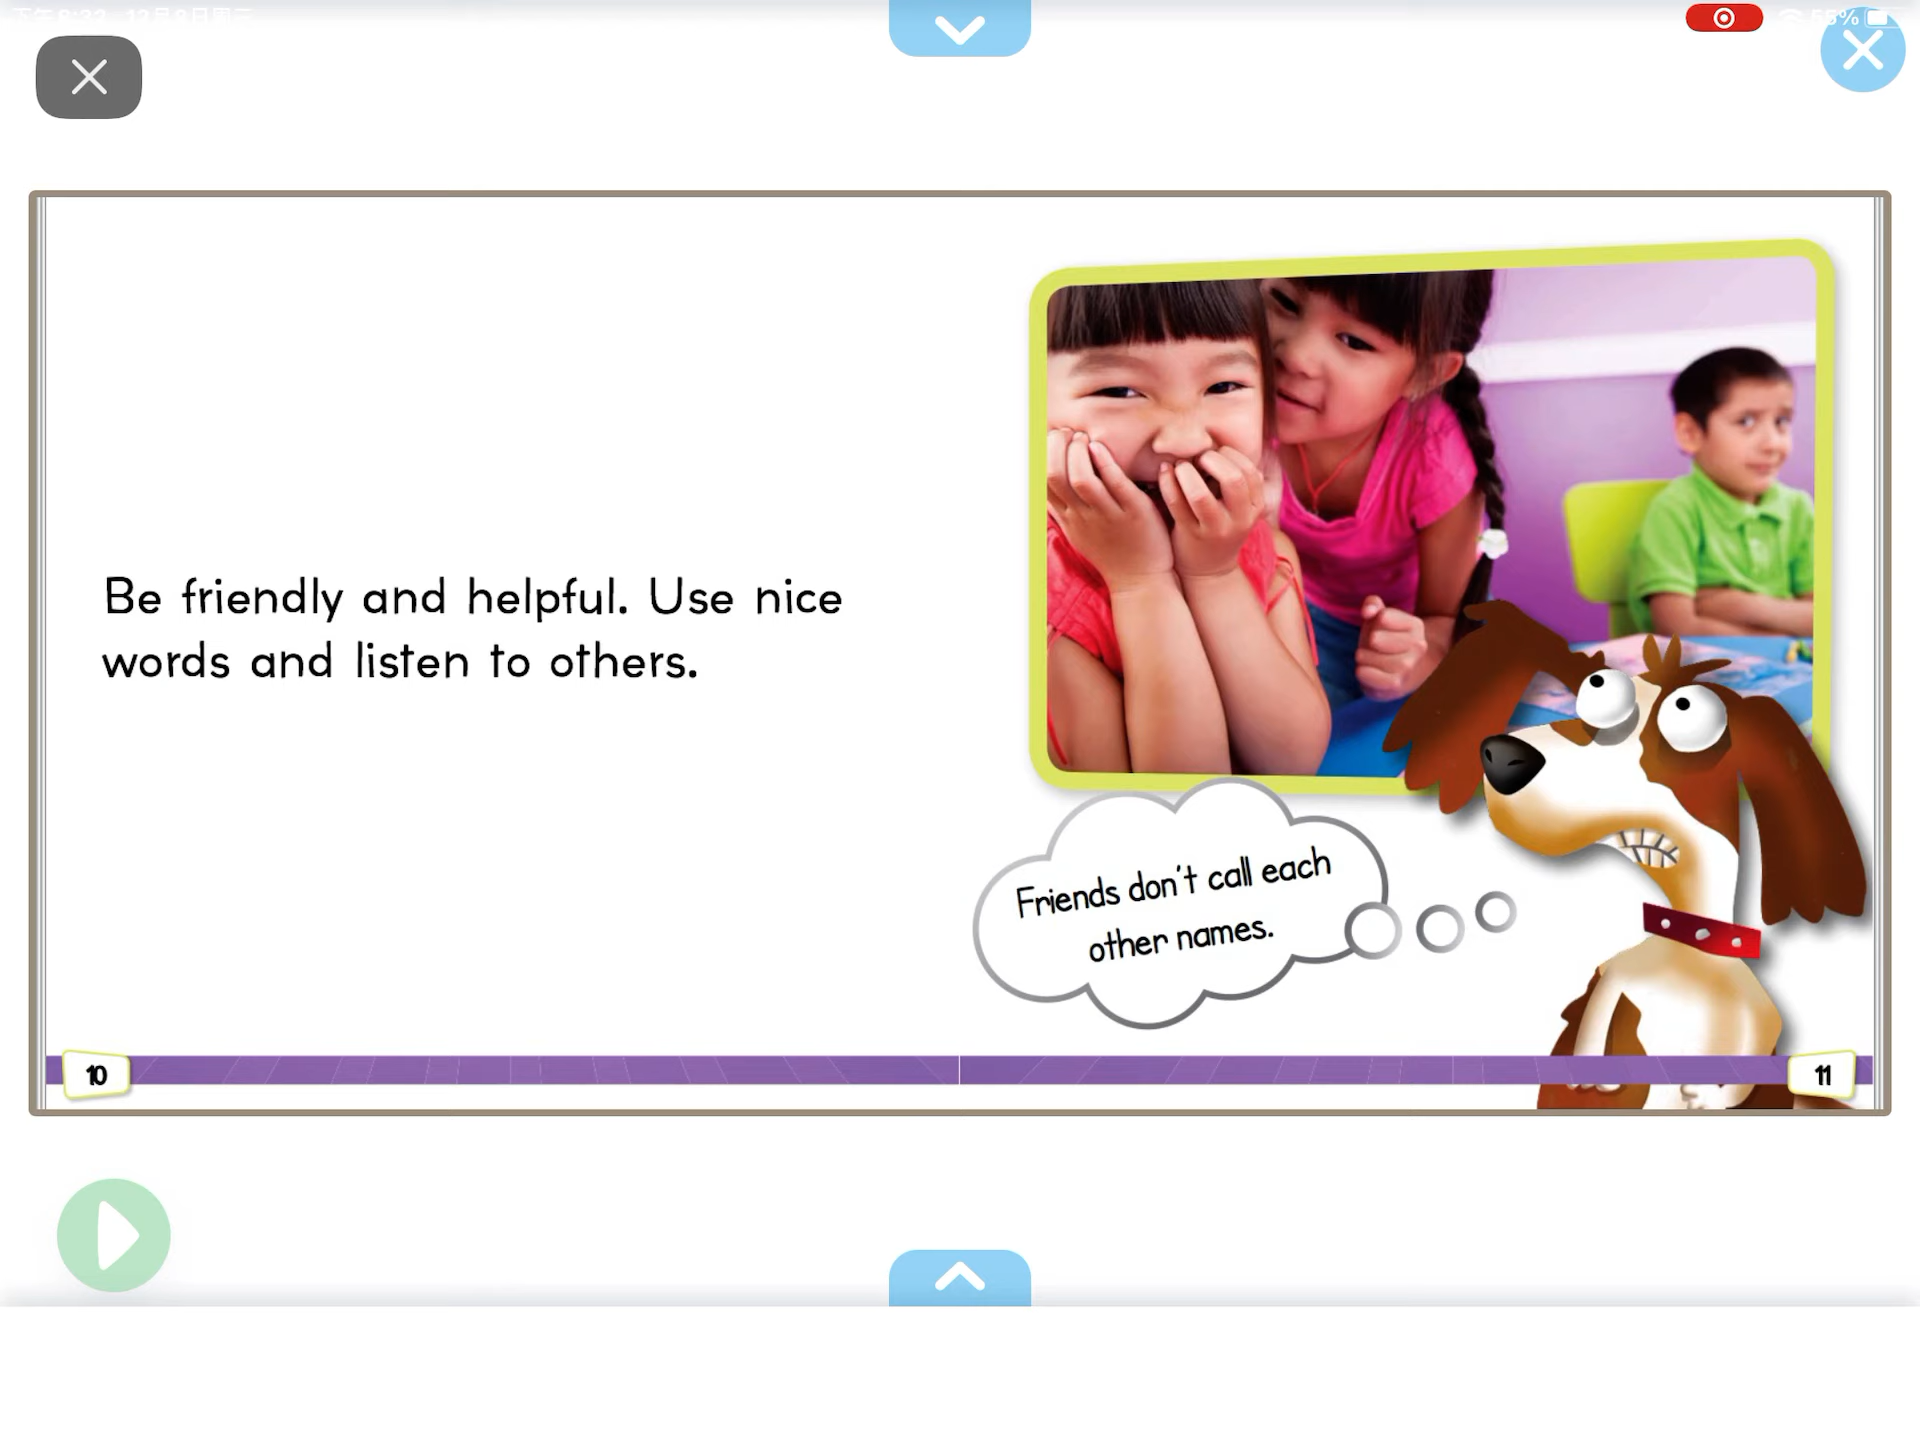 Be friendly and helpful. Use nice
words and listen to others.
Friends don't call each
other names.
10
11